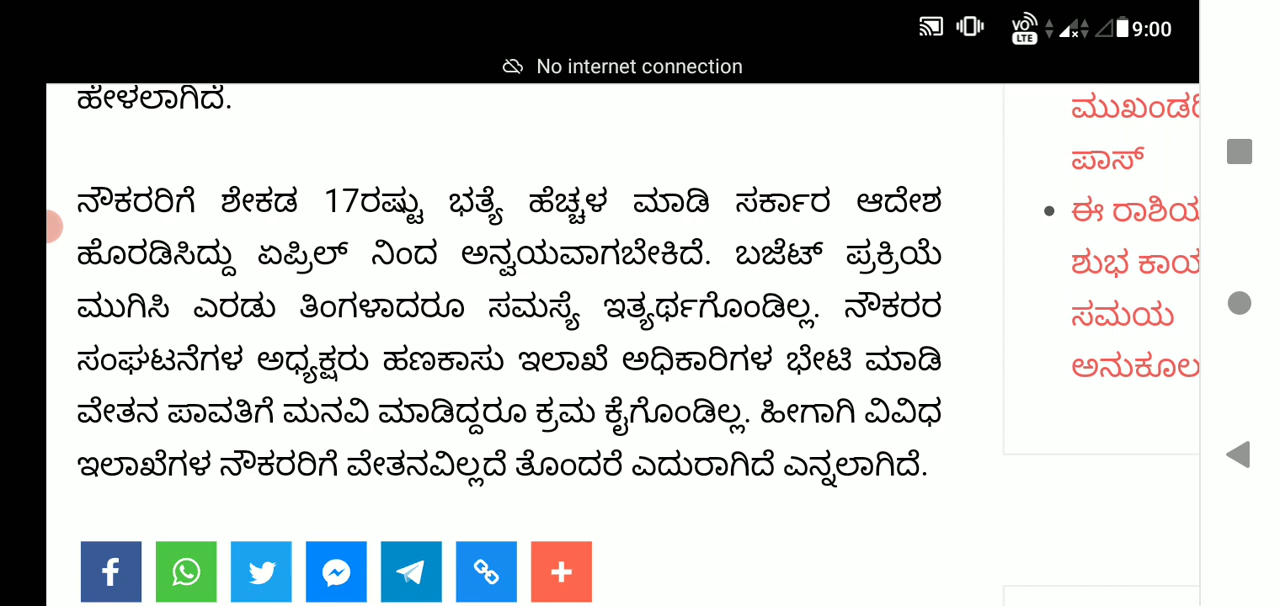 9:00
No internet connection
ಹೇಳಲಾಗಿದೆ.
ನೌಕರರಿಗೆ ಶೇಕಡ 17ರಷ್ಟು ಭತ್ಯೆ ಹೆಚ್ಚಳ ಮಾಡಿ ಸರ್ಕಾರ ಆದೇಶ
ಹೊರಡಿಸಿದ್ದು ಏಪ್ರಿಲ್ ನಿಂದ ಅನ್ವಯವಾಗಬೇಕಿದೆ. ಬಜೆಟ್ ಪ್ರಕ್ರಿಯೆ
ಮುಗಿಸಿ ಎರಡು ತಿಂಗಳಾದರೂ ಸಮಸ್ಯೆ ಇತ್ಯರ್ಥಗೊಂಡಿಲ್ಲ. ನೌಕರರ
ಸಂಘಟನೆಗಳ ಅಧ್ಯಕ್ಷರು ಹಣಕಾಸು ಇಲಾಖೆ ಅಧಿಕಾರಿಗಳ ಭೇಟಿ ಮಾಡಿ
ವೇತನ ಪಾವತಿಗೆ ಮನವಿ ಮಾಡಿದ್ದರೂ ಕ್ರಮ ಕೈಗೊಂಡಿಲ್ಲ. ಹೀಗಾಗಿ ವಿವಿಧ
ಇಲಾಖೆಗಳ ನೌಕರರಿಗೆ ವೇತನವಿಲ್ಲದೆ ತೊಂದರೆ ಎದುರಾಗಿದೆ ಎನ್ನಲಾಗಿದೆ.
ಪಾಸ್
ಈ
ಶುಭ
ಸಮಯ